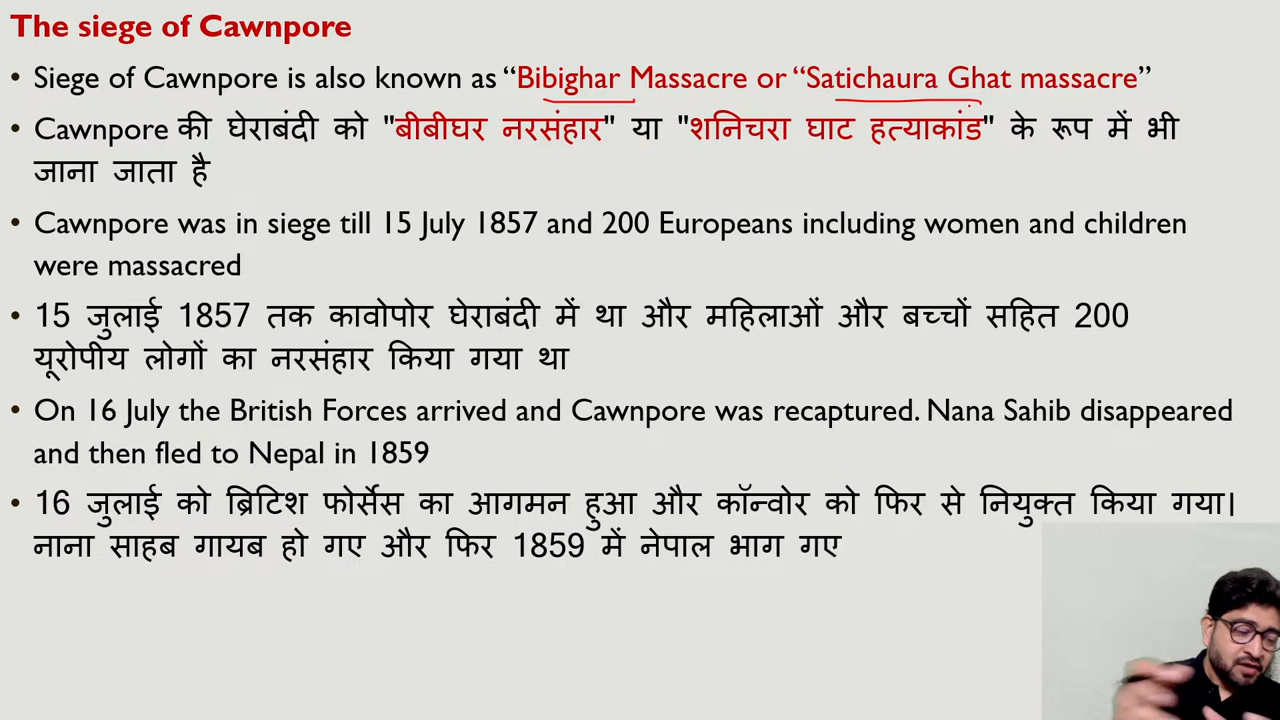 The siege of Cawnpore
• Siege of Cawnpore is also known as “Bibighar Massacre or “Satichaura Ghat massacre”
• Cawnpore की घेराबंदी को "बीबीघर नरसंहार" या "शनिचरा घाट हत्याकांड" के रूप में भी
जाना जाता है
• Cawnpore was in siege till 15 July 1857 and 200 Europeans including women and children
were massacred
• 15 जुलाई 1857 तक कावोपोर घेराबंदी में था और महिलाओं और बच्चों सहित 200
यूरोपीय लोगों का नरसंहार किया गया था
• On 16 July the British Forces arrived and Cawnpore was recaptured. Nana Sahib disappeared
and then fled to Nepal in 1859
• 16 जुलाई को ब्रिटिश फोर्सेस का आगमन हुआ और कॉन्वोर को फिर से नियुक्त किया गया।
नाना साहब गायब हो गए और फिर 1859 में नेपाल भाग गए